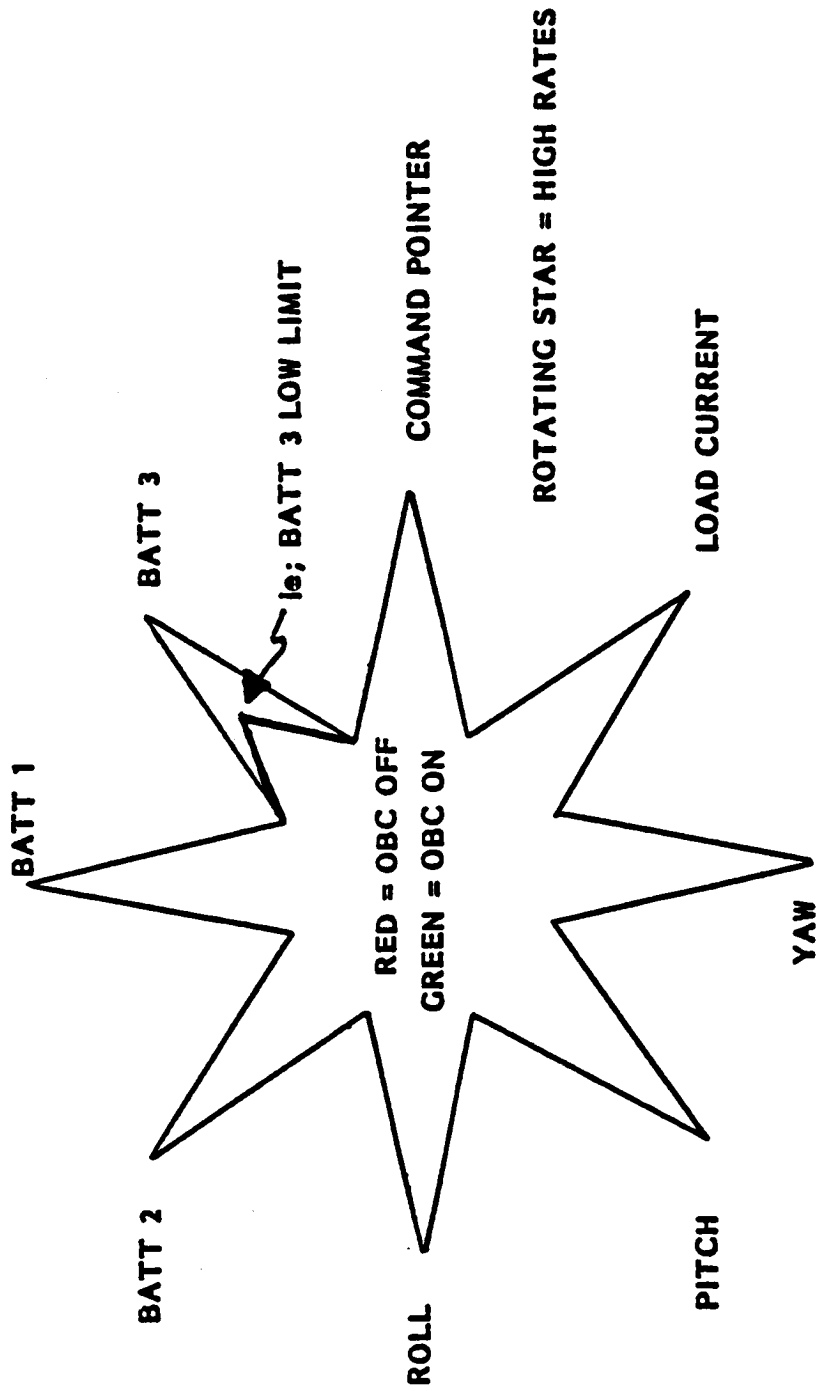 BATT 1
BATT 2
BATT 3
Ie; BATT 3 LOW LIMIT
RED = OBC OFF
GREEN = OBC ON
ROLL
COMMAND POINTER
ROTATING STAR = HIGH RATES
PITCH
LOAD CURRENT
YAW